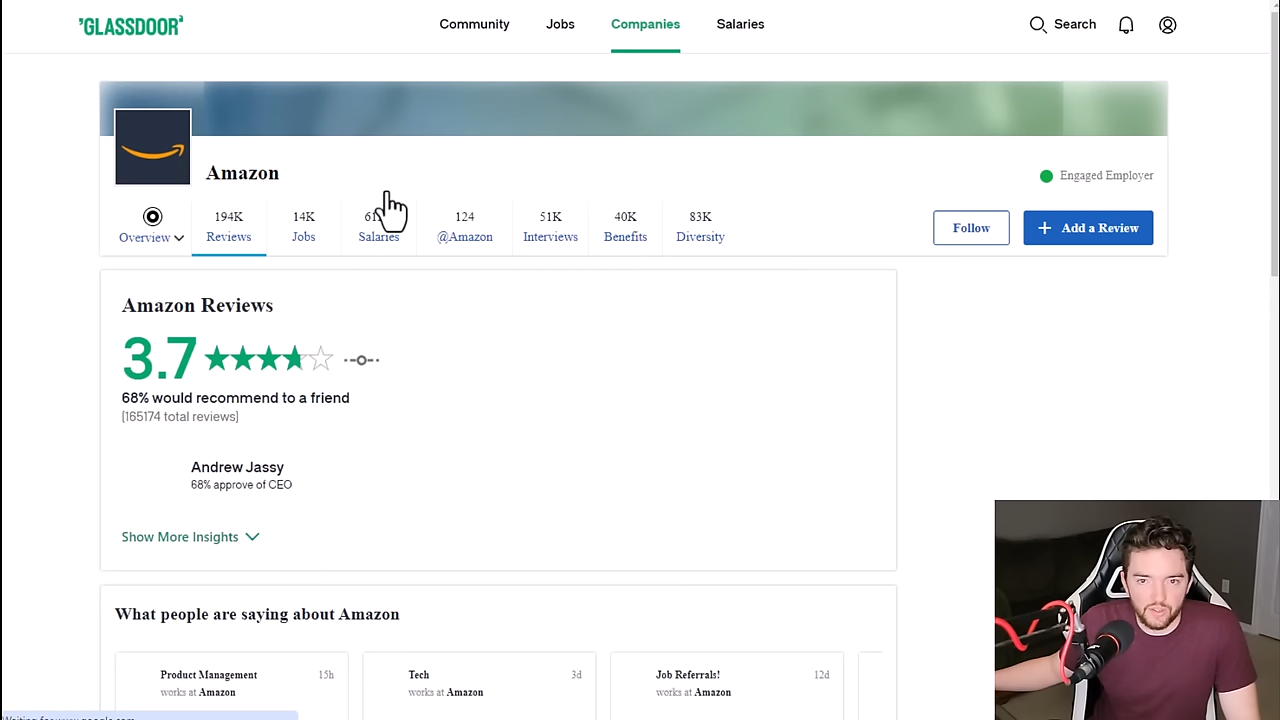 GLASSDOOR
Community
Jobs
Companies
Salaries
Search
Amazon
Engaged Employer
Overview
194K
Reviews
14K
Jobs
Salaries
124
@Amazon
51K
Interviews
40K
Benefits
83K
Diversity
Follow
+ Add a Review
Amazon Reviews
3.7
68% would recommend to a friend
(165174 total reviews)
Andrew Jassy
68% approve of CEO
Show More Insights
What people are saying about Amazon
Product Management 15h
works at Amazon
Tech 3d
works at Amazon
Job Referrals! 12d
works at Amazon